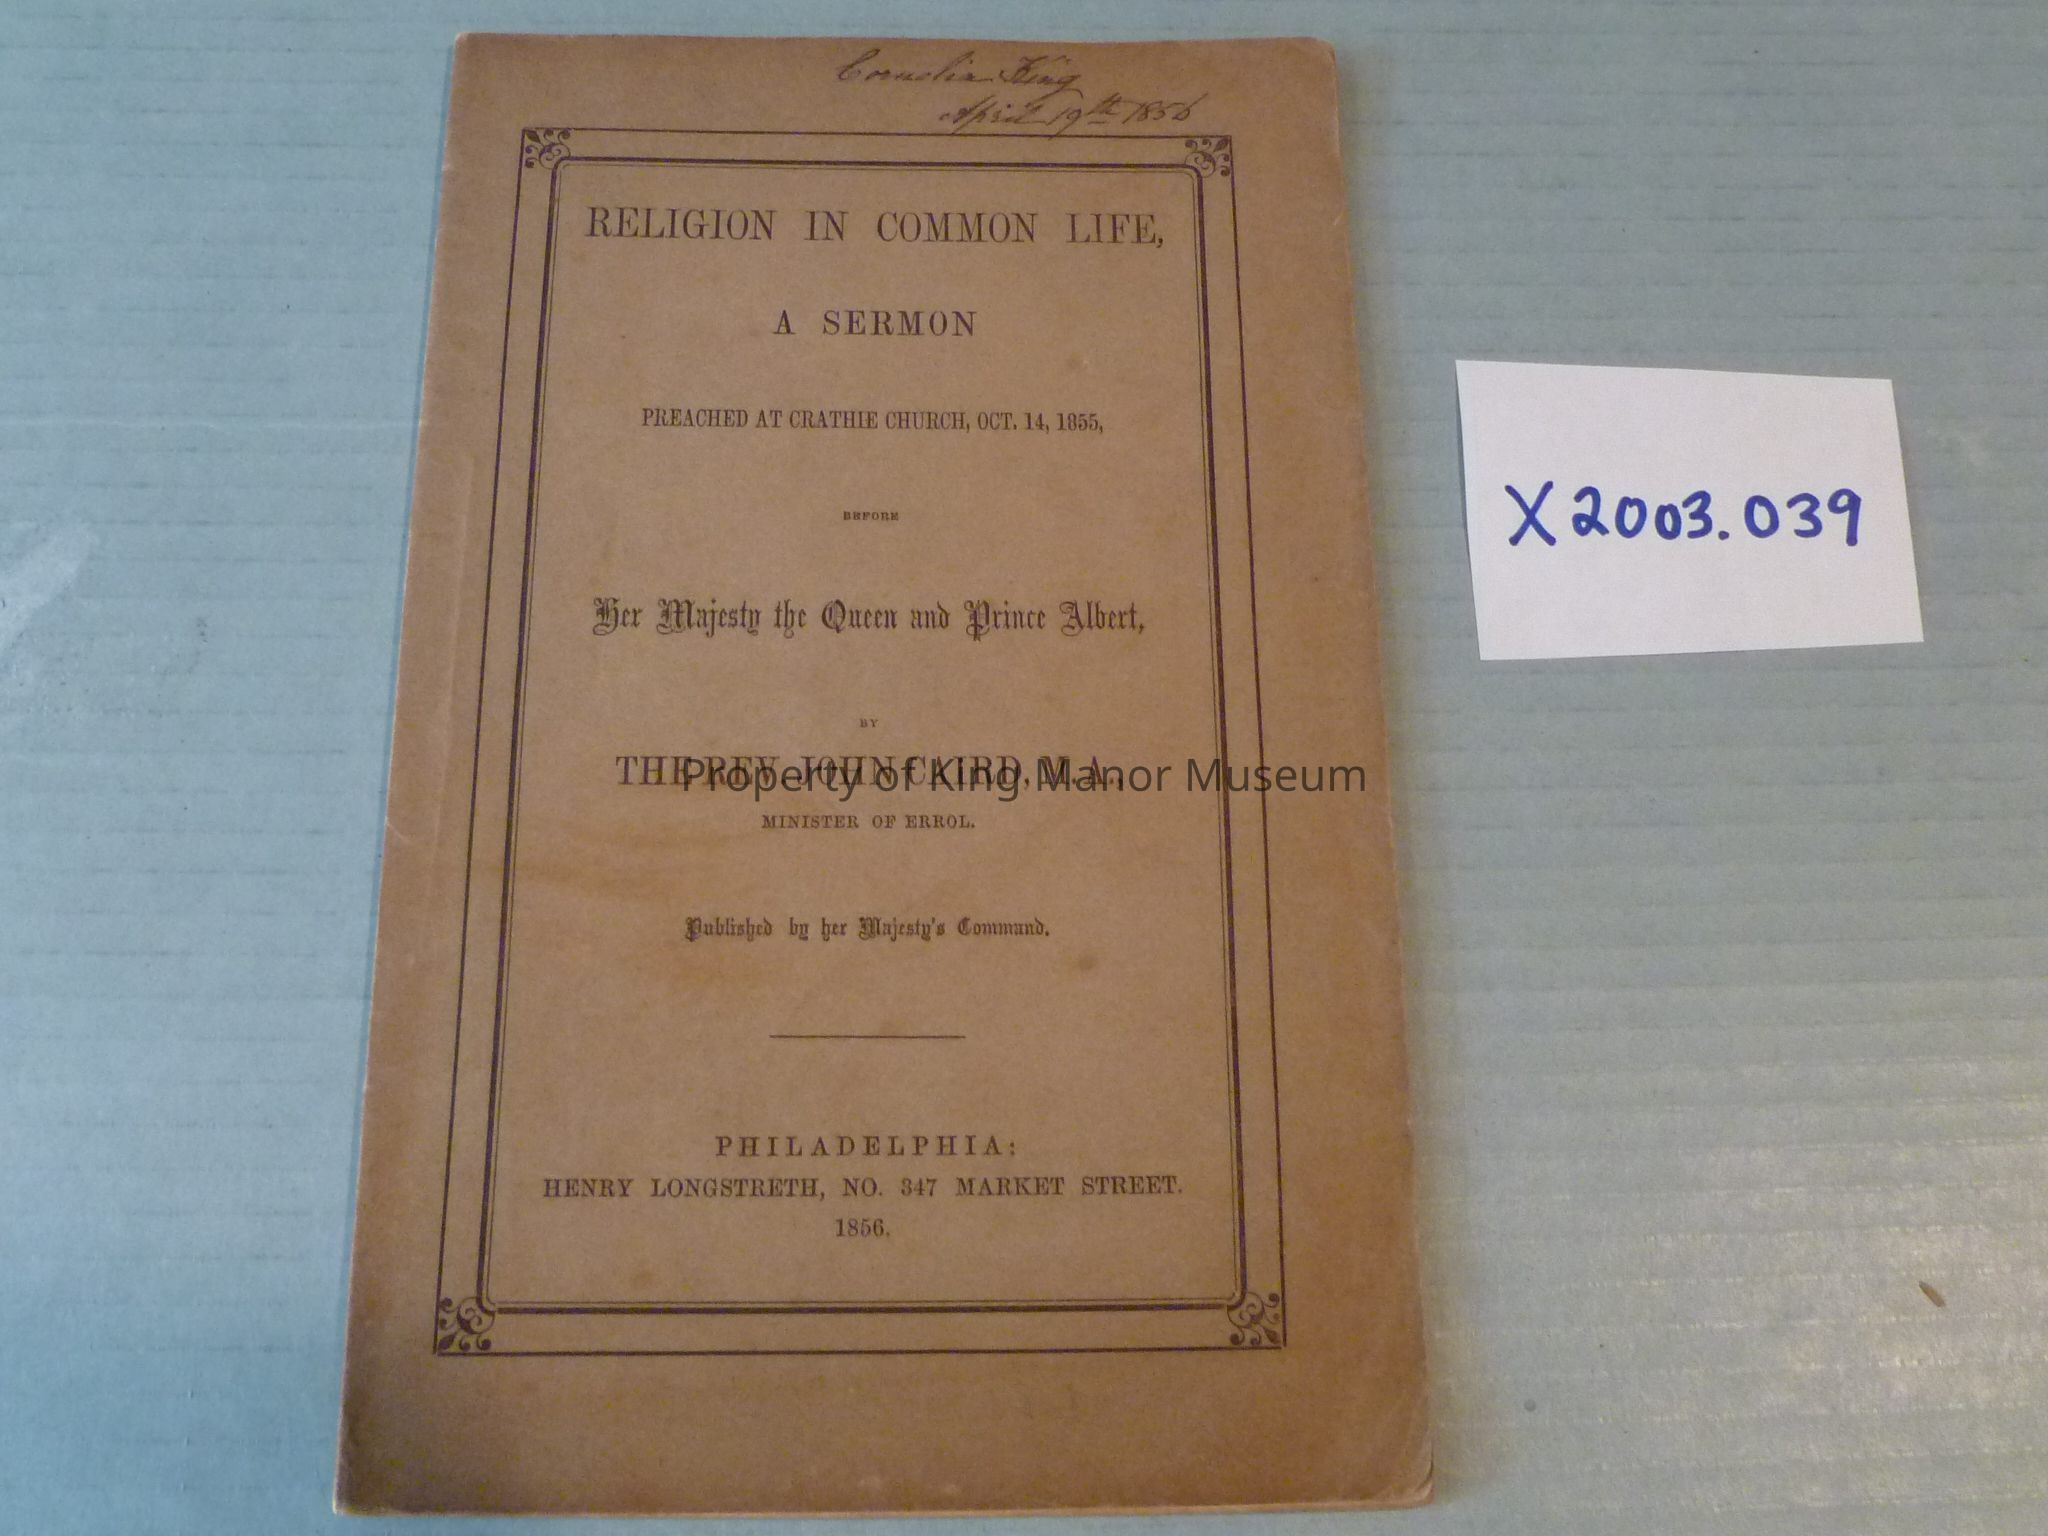 Cornelia King
April 19th 1856
RELIGION IN COMMON LIFE,
A SERMON
PREACHED AT CRATHIE CHURCH, OCT. 14, 1855,
BEFORE
Her Majesty the Queen and Prince Albert,
BY
THE REV. JOHN CAIRD, M. A.,
Property of King Manor Museum
MINISTER OF ERROL.
Published by her Majesty's Command.
PHILADELPHIA:
HENRY LONGSTRETH, NO. 347 MARKET STREET.
1856.
X2003.039